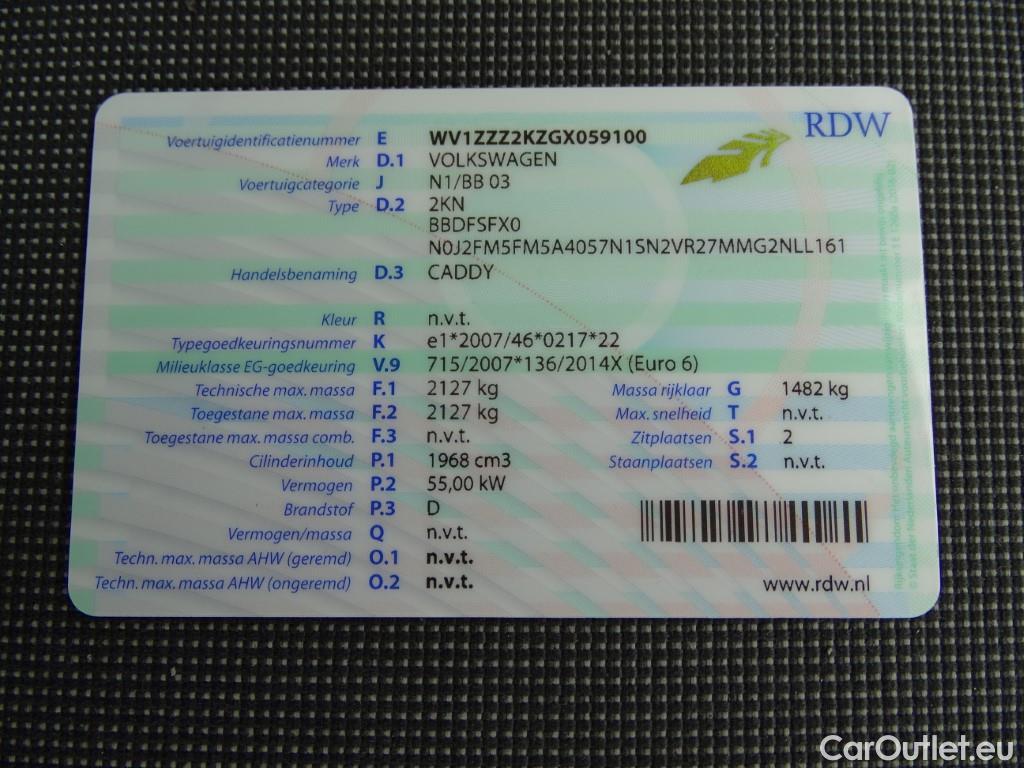 RDW
Voertuigidentificatienummer E WV1ZZZ2KZGX059100
Merk D.1 VOLKSWAGEN
Voertuigcategorie J N1/BB 03
Type D.2 2KN
BBDFSFX0
N0J2FM5FM5A4057N1SN2VR27MMG2NLL161
Handelsbenaming D.3 CADDY
Kleur R n.v.t.
Typegoedkeuringsnummer K e1*2007/46*0217*22
Milieuklasse EG-goedkeuring V.9 715/2007*136/2014X (Euro 6)
Technische max. massa F.1 2127 kg Massa rijklaar G 1482 kg
Toegestane max. massa F.2 2127 kg Max. snelheid T n.v.t.
Toegestane max. massa comb. F.3 n.v.t. Zitplaatsen S.1 2
Cilinderinhoud P.1 1968 cm3 Staanplaatsen S.2 n.v.t.
Vermogen P.2 55,00 kW
Brandstof P.3 D
Vermogen/massa Q n.v.t.
Techn. max. massa AHW (geremd) O.1 n.v.t.
Techn. max. massa AHW (ongeremd) O.2 n.v.t.
www.rdw.nl
CarOutlet.eu